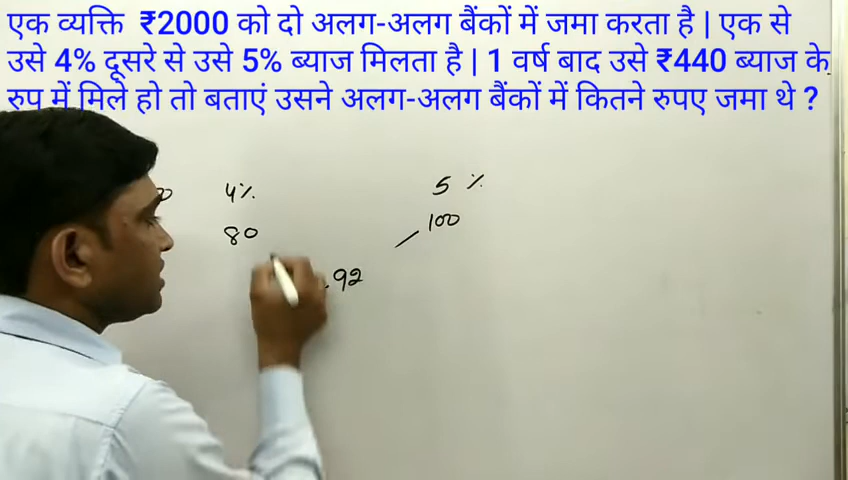 एक व्यक्ति ₹2000 को दो अलग-अलग बैंकों में जमा करता है | एक से
उसे 4% दूसरे से उसे 5% ब्याज मिलता है | 1 वर्ष बाद उसे ₹440 ब्याज के
रुप में मिले हो तो बताएं उसने अलग-अलग बैंकों में कितने रुपए जमा थे ?
4% 5 %
80 100
92